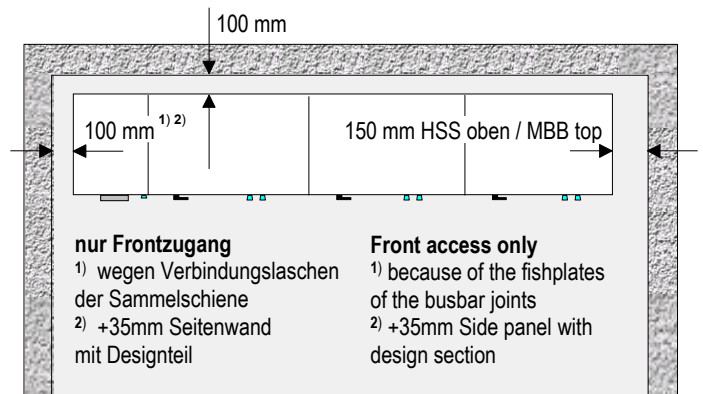 100 mm
100 mm 1) 2)
150 mm HSS oben / MBB top
nur Frontzugang
1) wegen Verbindungslaschen
der Sammelschiene
2) +35mm Seitenwand
mit Designteil
Front access only
1) because of the fishplates
of the busbar joints
2) +35mm Side panel with
design section